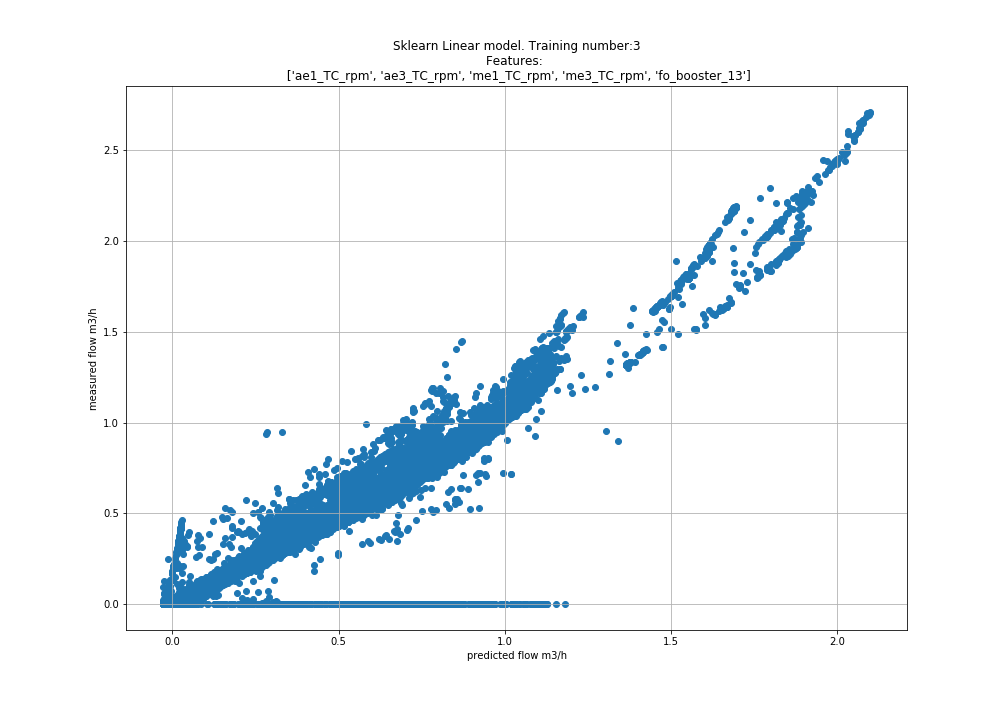 Sklearn Linear model. Training number:3
Features:
['ae1_TC_rpm', 'ae3_TC_rpm', 'me1_TC_rpm', 'me3_TC_rpm', 'fo_booster_13']
measured flow m3/h
2.5
2.0
1.5
1.0
0.5
0.0
0.0 0.5 1.0 1.5 2.0
predicted flow m3/h